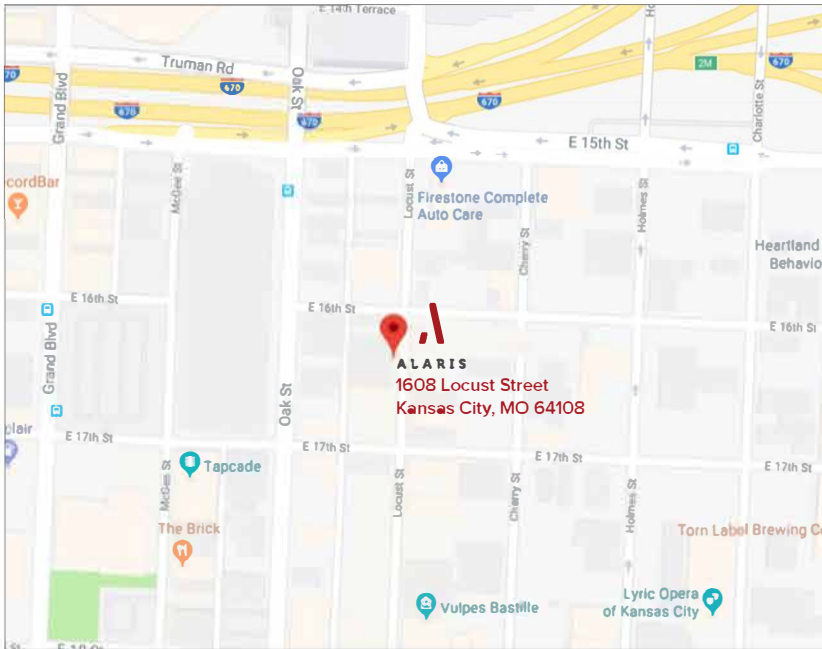 E 14th Terrace
Truman Rd
70
670
Oak St
Grand Blvd
670
670
670
2M
670
Charlotte St
E 15th St
McGee St
Locust St
Firestone Complete
Auto Care
cordBar
Holmes St
Cherry St
Heartland
Behavio
E 16th St
E 16th St
E 16th St
ALARIS
1608 Locust Street
Kansas City, MO 64108
Grand Blvd
Oak St
lair
E 17th St
E 17th St
E 17th St
E 17th St
Tapcade
McGee St
Locust St
Cherry St
Holmes St
The Brick
Torn Label Brewing Co
Vulpes Bastille
Lyric Opera
of Kansas City